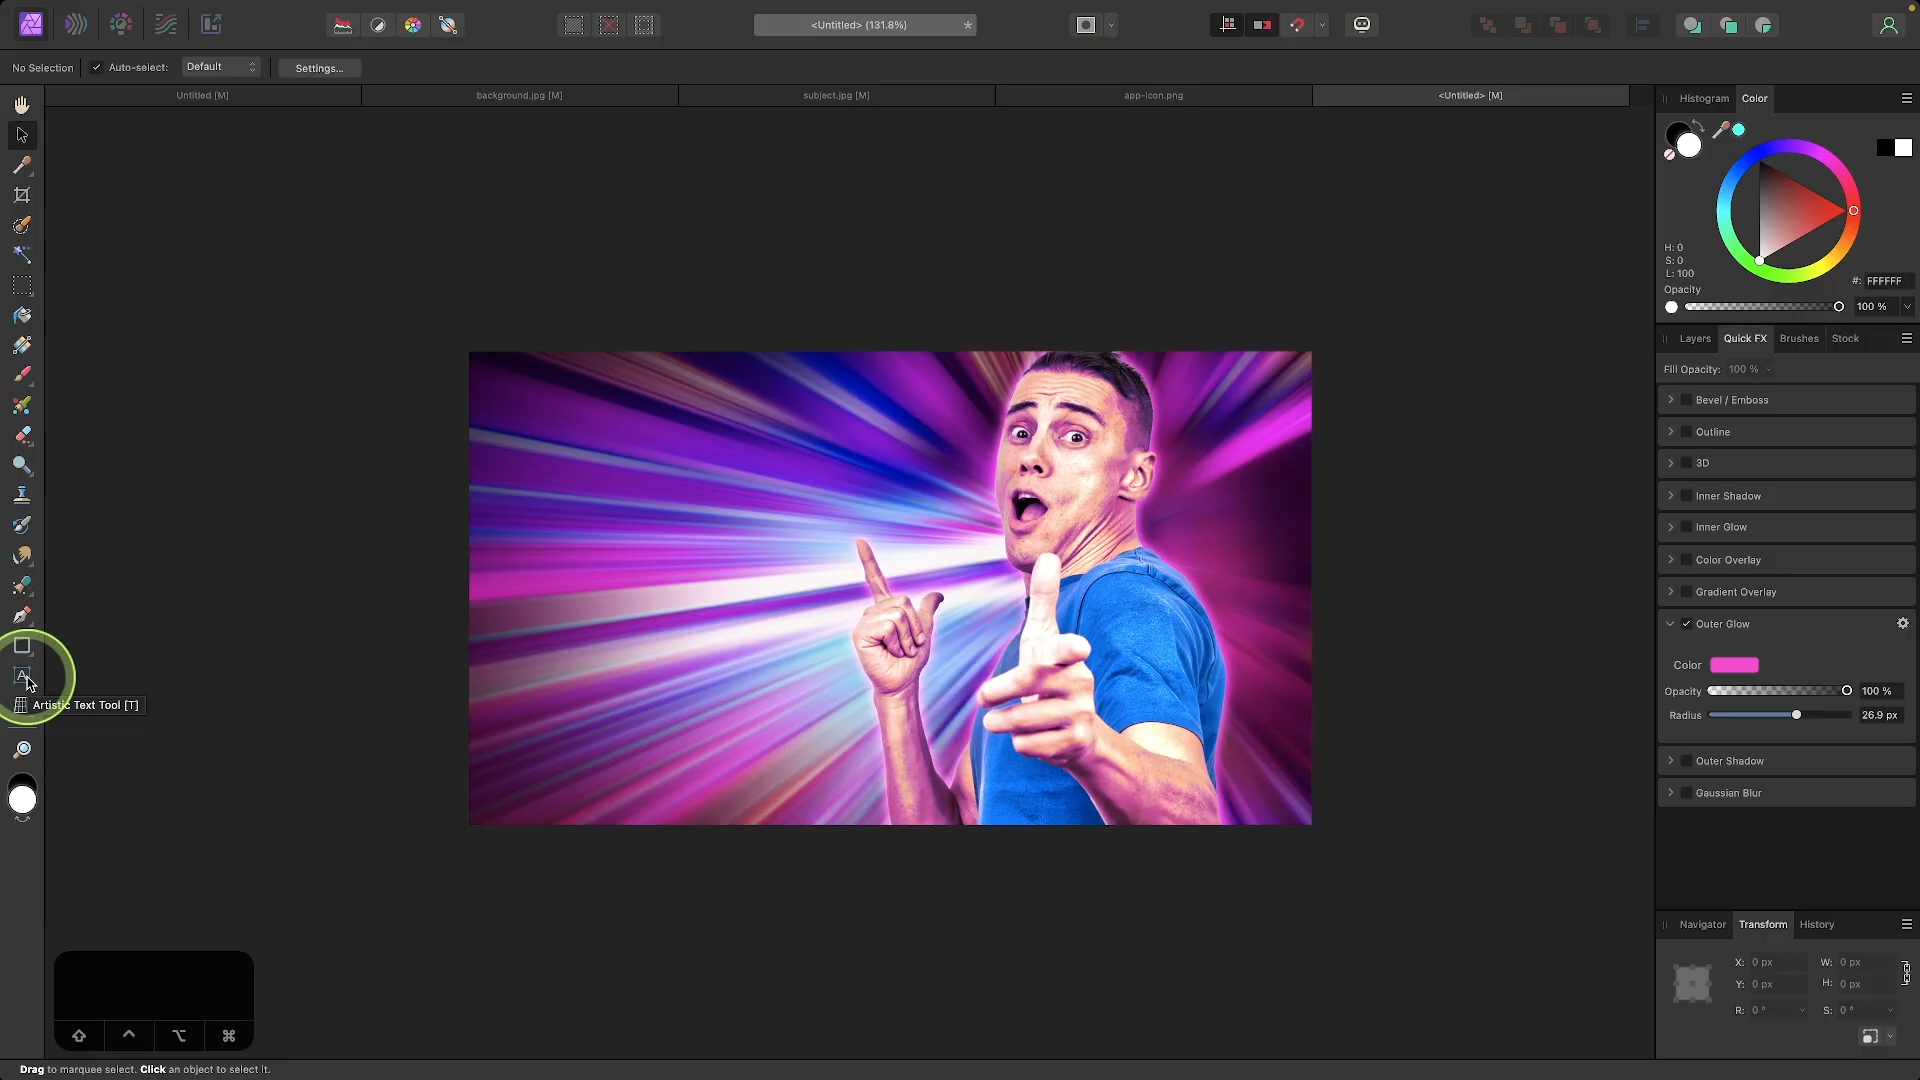 <Untitled> (131.8%)
*
No Selection
Auto-select:
Default
Settings...
Untitled [M]
background.jpg [M]
subject.jpg [M]
app-icon.png
<Untitled> [M]
Histogram
Color
H: 0
S: 0
L: 100
#: FFFFFF
Opacity
100 %
Layers
Quick FX
Brushes
Stock
Fill Opacity: 100 %
Bevel / Emboss
Outline
3D
Inner Shadow
Inner Glow
Color Overlay
Gradient Overlay
Outer Glow
Color
Opacity
100 %
Radius
26.9 px
Outer Shadow
Gaussian Blur
A
Artistic Text Tool [T]
Navigator
Transform
History
X: 0 px
W: 0 px
Y: 0 px
H: 0 px
R: 0 °
S: 0 °
Drag to marquee select. Click an object to select it.